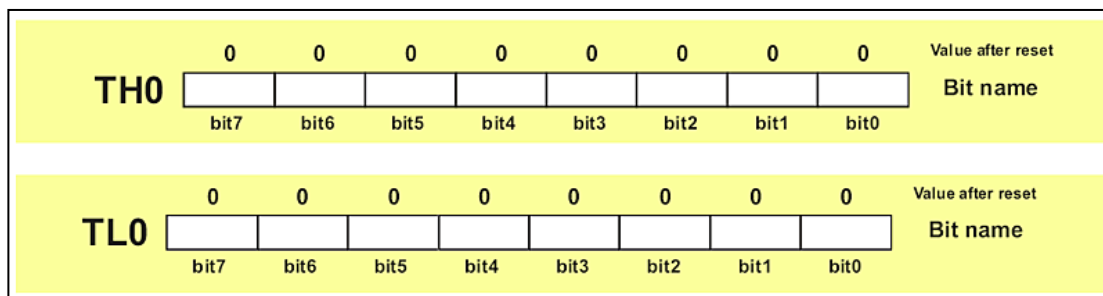 0 0 0 0 0 0 0 0 Value after reset
TH0 Bit name
bit7 bit6 bit5 bit4 bit3 bit2 bit1 bit0
0 0 0 0 0 0 0 0 Value after reset
TL0 Bit name
bit7 bit6 bit5 bit4 bit3 bit2 bit1 bit0